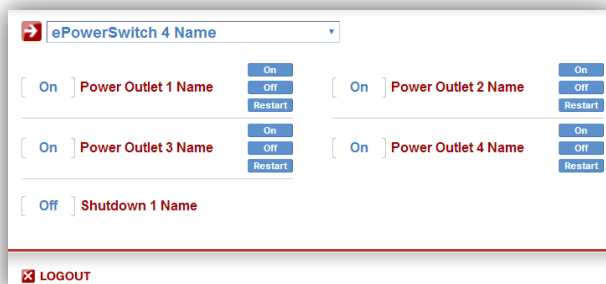 ePowerSwitch 4 Name
On Power Outlet 1 Name On Off Restart
On Power Outlet 2 Name On Off Restart
On Power Outlet 3 Name On Off Restart
On Power Outlet 4 Name On Off Restart
Off Shutdown 1 Name
LOGOUT